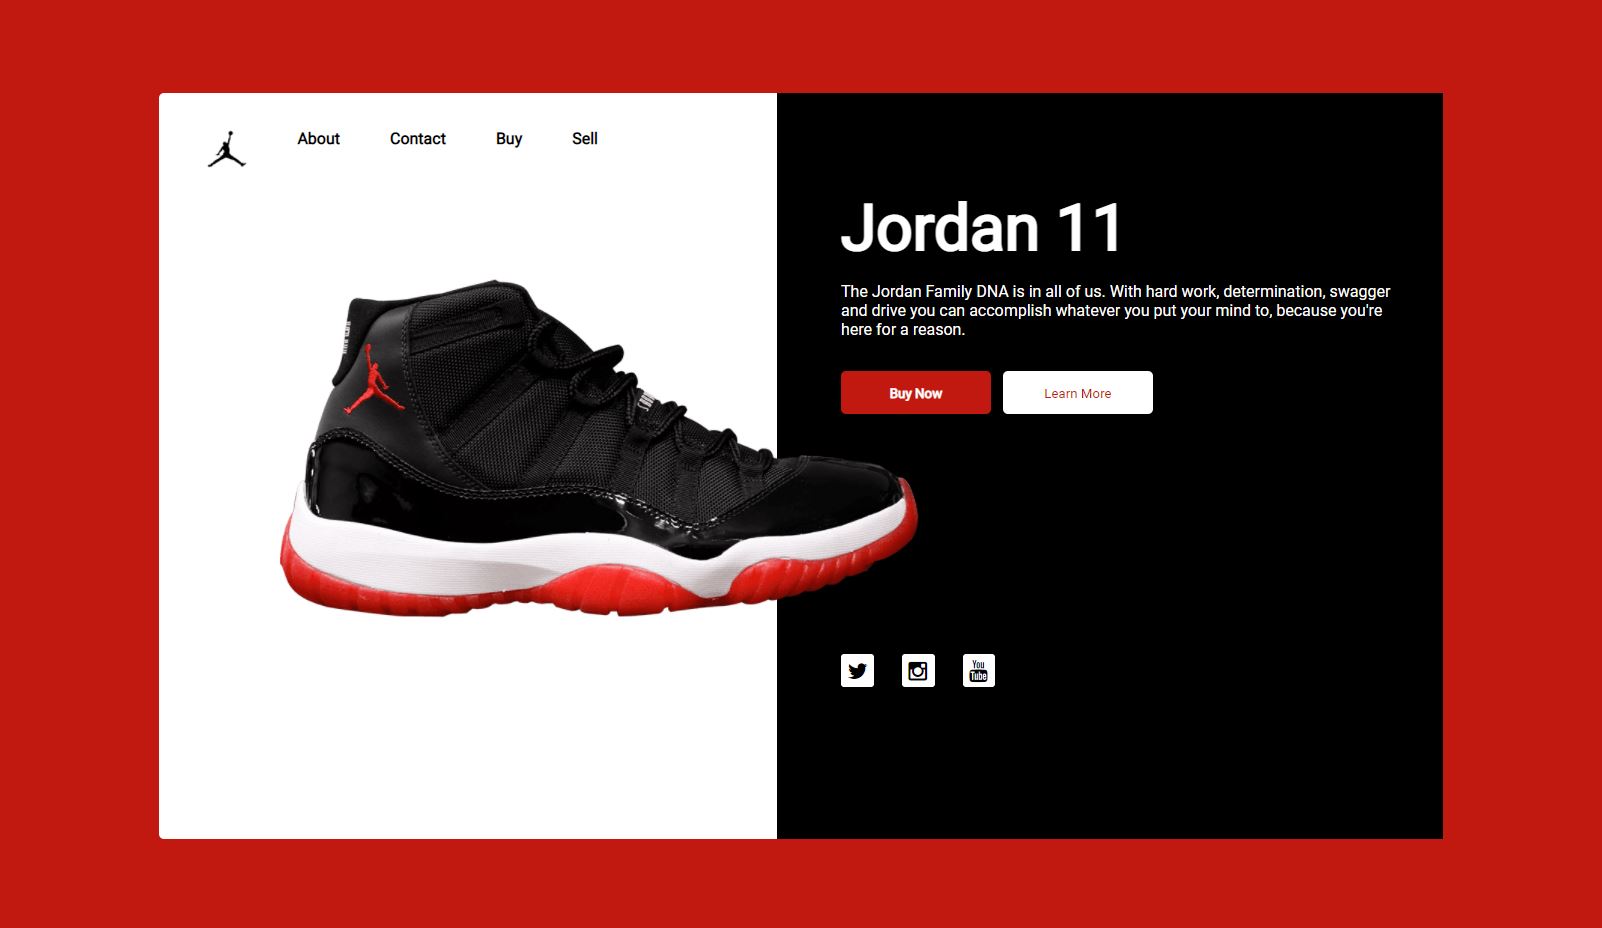 About Contact Buy Sell
Jordan 11
The Jordan Family DNA is in all of us. With hard work, determination, swagger
and drive you can accomplish whatever you put your mind to, because you're
here for a reason.
Buy Now Learn More
You
Tube